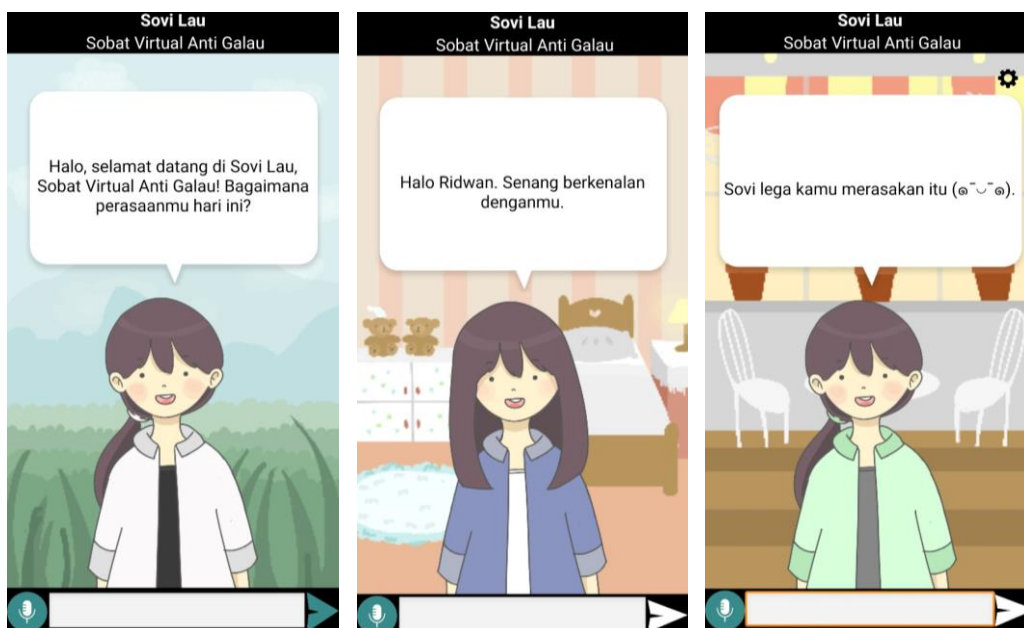 Sovi Lau
Sobat Virtual Anti Galau
Halo, selamat datang di Sovi Lau,
Sobat Virtual Anti Galau! Bagaimana
perasaanmu hari ini?
Sovi Lau
Sobat Virtual Anti Galau
Halo Ridwan. Senang berkenalan
denganmu.
Sovi Lau
Sobat Virtual Anti Galau
Sovi lega kamu merasakan itu (๑¯◡¯๑).